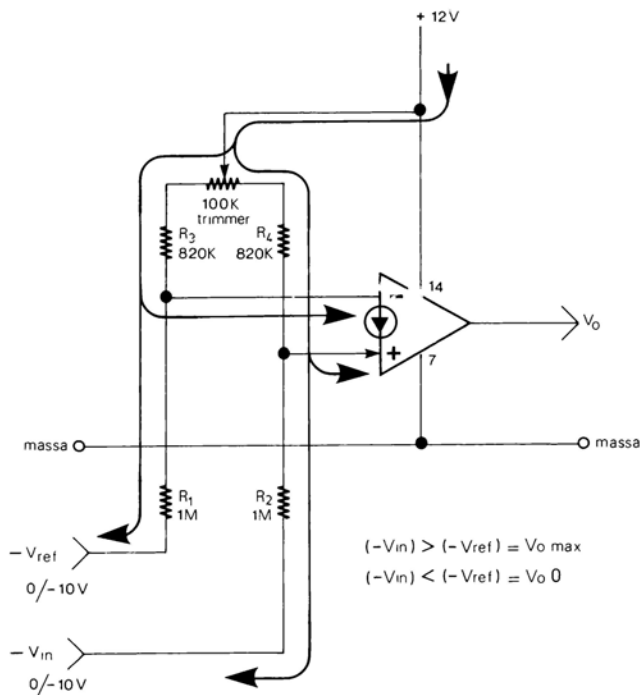 + 12V
100K
trimmer
R3
820K
R4
820K
-
14
+
7
Vo
massa
massa
R1
1M
R2
1M
- Vref
0/-10V
- Vin
0/-10V
(-Vin) > (-Vref) = Vo max
(-Vin) < (-Vref) = Vo 0